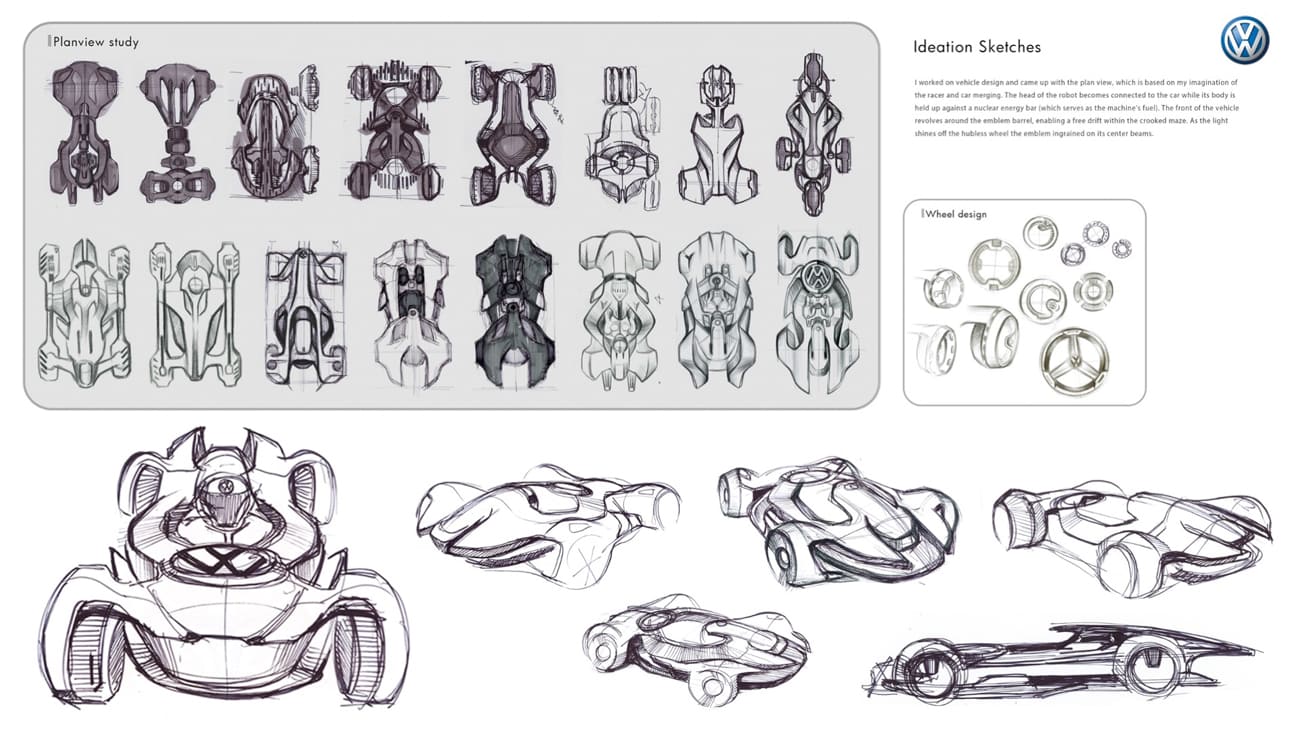 Planview study
Ideation Sketches
I worked on vehicle design and came up with the plan view, which is based on my imagination of
the racer and car merging. The head of the robot becomes connected to the car while its body is
held up against a nuclear energy bar (which serves as the machine's fuel). The front of the vehicle
revolves around the emblem barrel, enabling a free drift within the crooked maze. As the light
shines off the hubless wheel the emblem ingrained on its center beams.
Wheel design